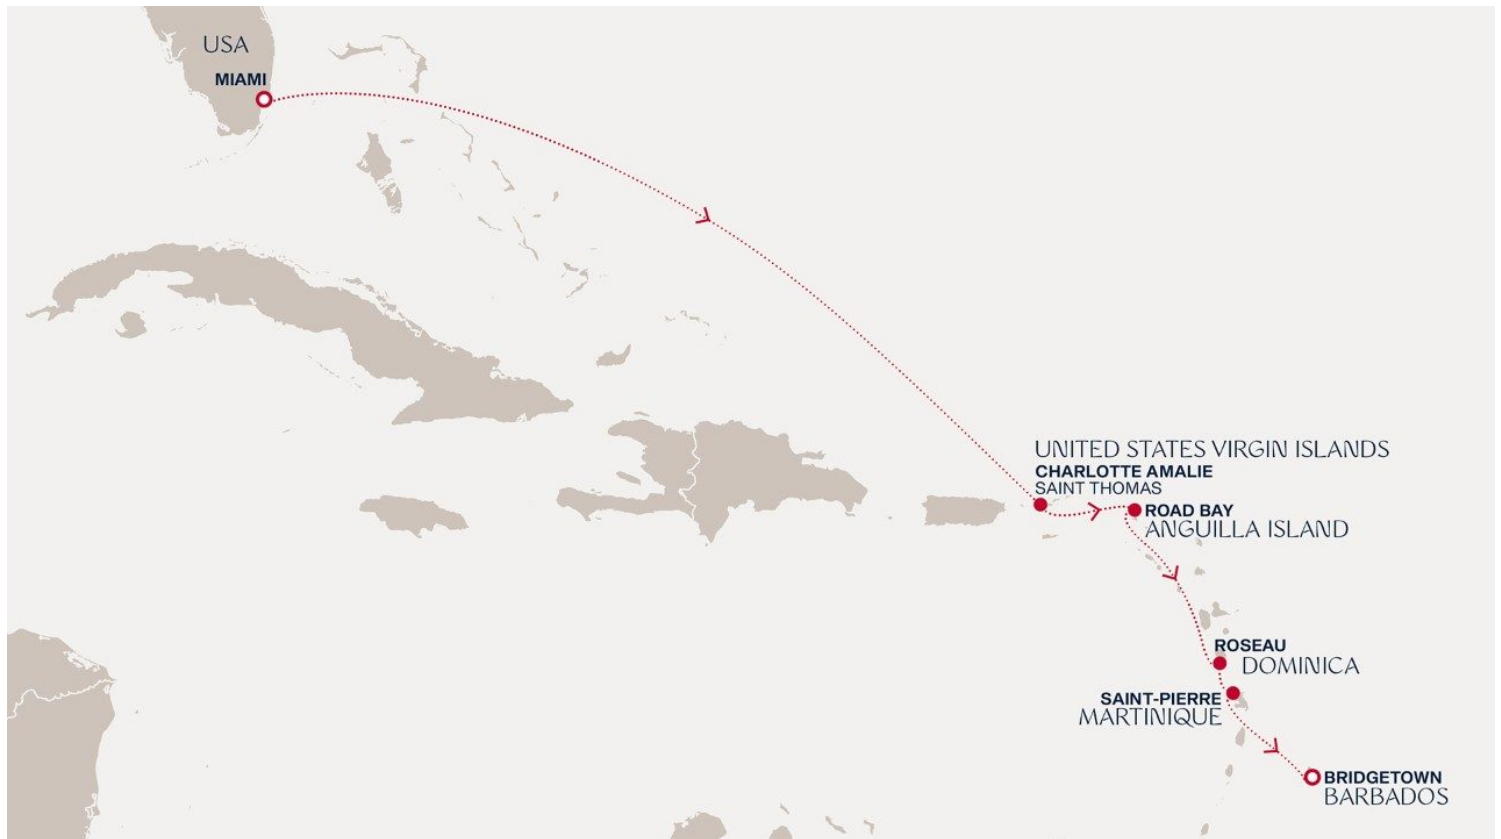 USA
MIAMI
UNITED STATES VIRGIN ISLANDS
CHARLOTTE AMALIE
SAINT THOMAS
ROAD BAY
ANGUILLA ISLAND
ROSEAU
DOMINICA
SAINT-PIERRE
MARTINIQUE
BRIDGETOWN
BARBADOS